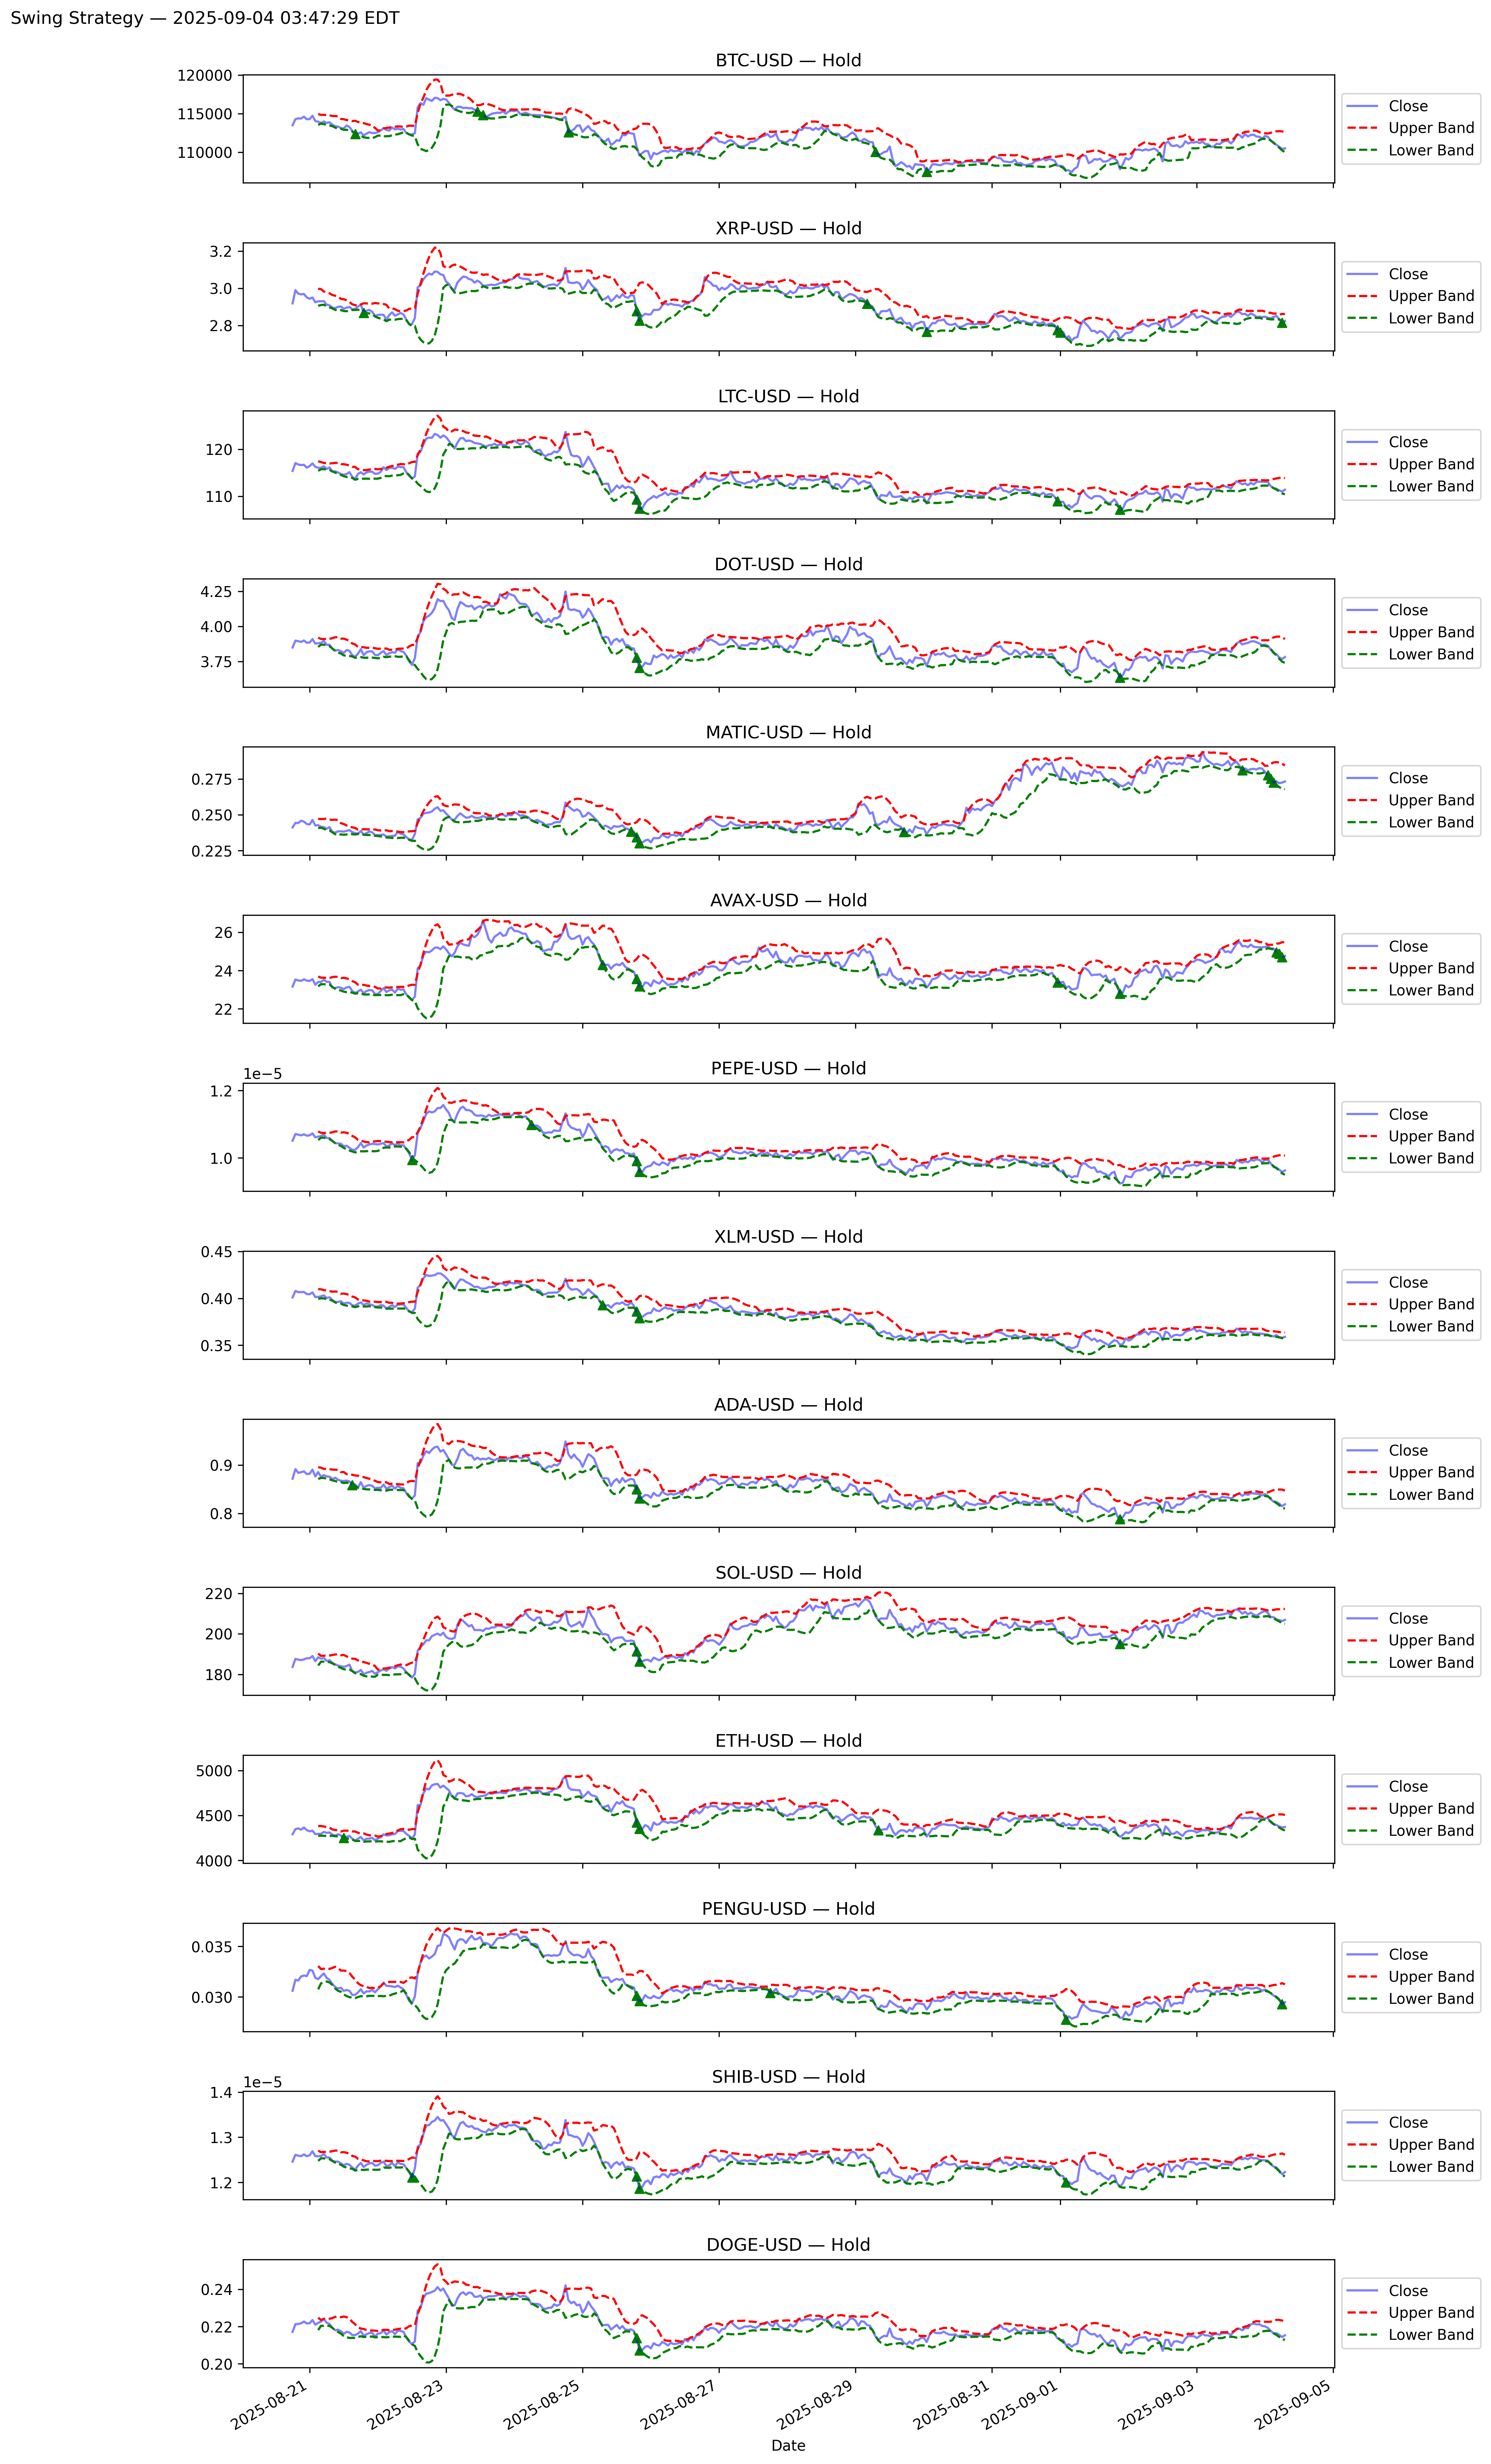 Swing Strategy — 2025-09-04 03:47:29 EDT
BTC-USD — Hold
120000
115000
110000
Close
Upper Band
Lower Band
XRP-USD — Hold
3.2
3.0
2.8
Close
Upper Band
Lower Band
LTC-USD — Hold
120
110
Close
Upper Band
Lower Band
DOT-USD — Hold
4.25
4.00
3.75
Close
Upper Band
Lower Band
MATIC-USD — Hold
0.275
0.250
0.225
Close
Upper Band
Lower Band
AVAX-USD — Hold
26
24
22
Close
Upper Band
Lower Band
PEPE-USD — Hold
1e−5
1.2
1.0
Close
Upper Band
Lower Band
XLM-USD — Hold
0.45
0.40
0.35
Close
Upper Band
Lower Band
ADA-USD — Hold
0.9
0.8
Close
Upper Band
Lower Band
SOL-USD — Hold
220
200
180
Close
Upper Band
Lower Band
ETH-USD — Hold
5000
4500
4000
Close
Upper Band
Lower Band
PENGU-USD — Hold
0.035
0.030
Close
Upper Band
Lower Band
SHIB-USD — Hold
1e−5
1.4
1.3
1.2
Close
Upper Band
Lower Band
DOGE-USD — Hold
0.24
0.22
0.20
Close
Upper Band
Lower Band
2025-08-21
2025-08-23
2025-08-25
2025-08-27
2025-08-29
2025-08-31
2025-09-01
2025-09-03
2025-09-05
Date